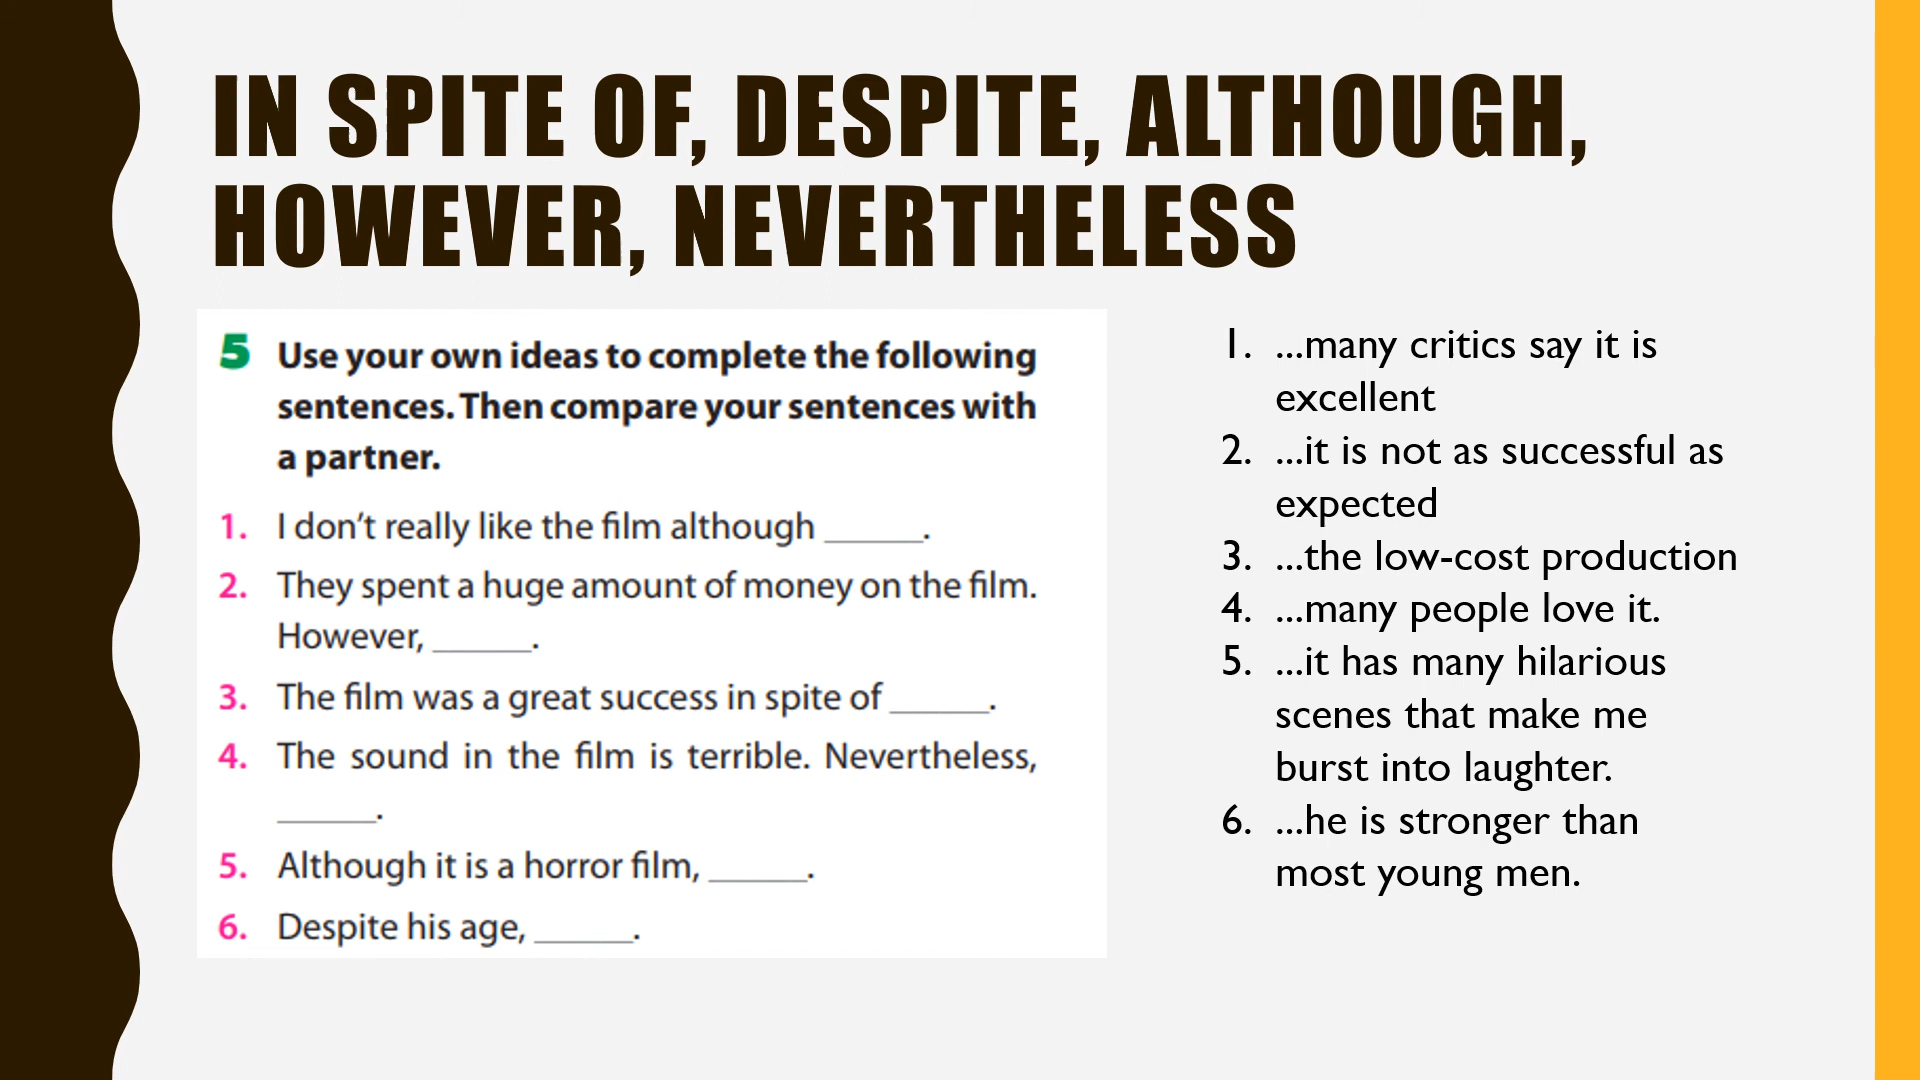 IN SPITE OF, DESPITE, ALTHOUGH,
HOWEVER, NEVERTHELESS
5 Use your own ideas to complete the following
sentences. Then compare your sentences with
a partner.
1. I don't really like the film although ______.
2. They spent a huge amount of money on the film.
However, ______.
3. The film was a great success in spite of ______.
4. The sound in the film is terrible. Nevertheless,
______.
5. Although it is a horror film, ______.
6. Despite his age, ______.
1. ...many critics say it is
excellent
2. ...it is not as successful as
expected
3. ...the low-cost production
4. ...many people love it.
5. ...it has many hilarious
scenes that make me
burst into laughter.
6. ...he is stronger than
most young men.